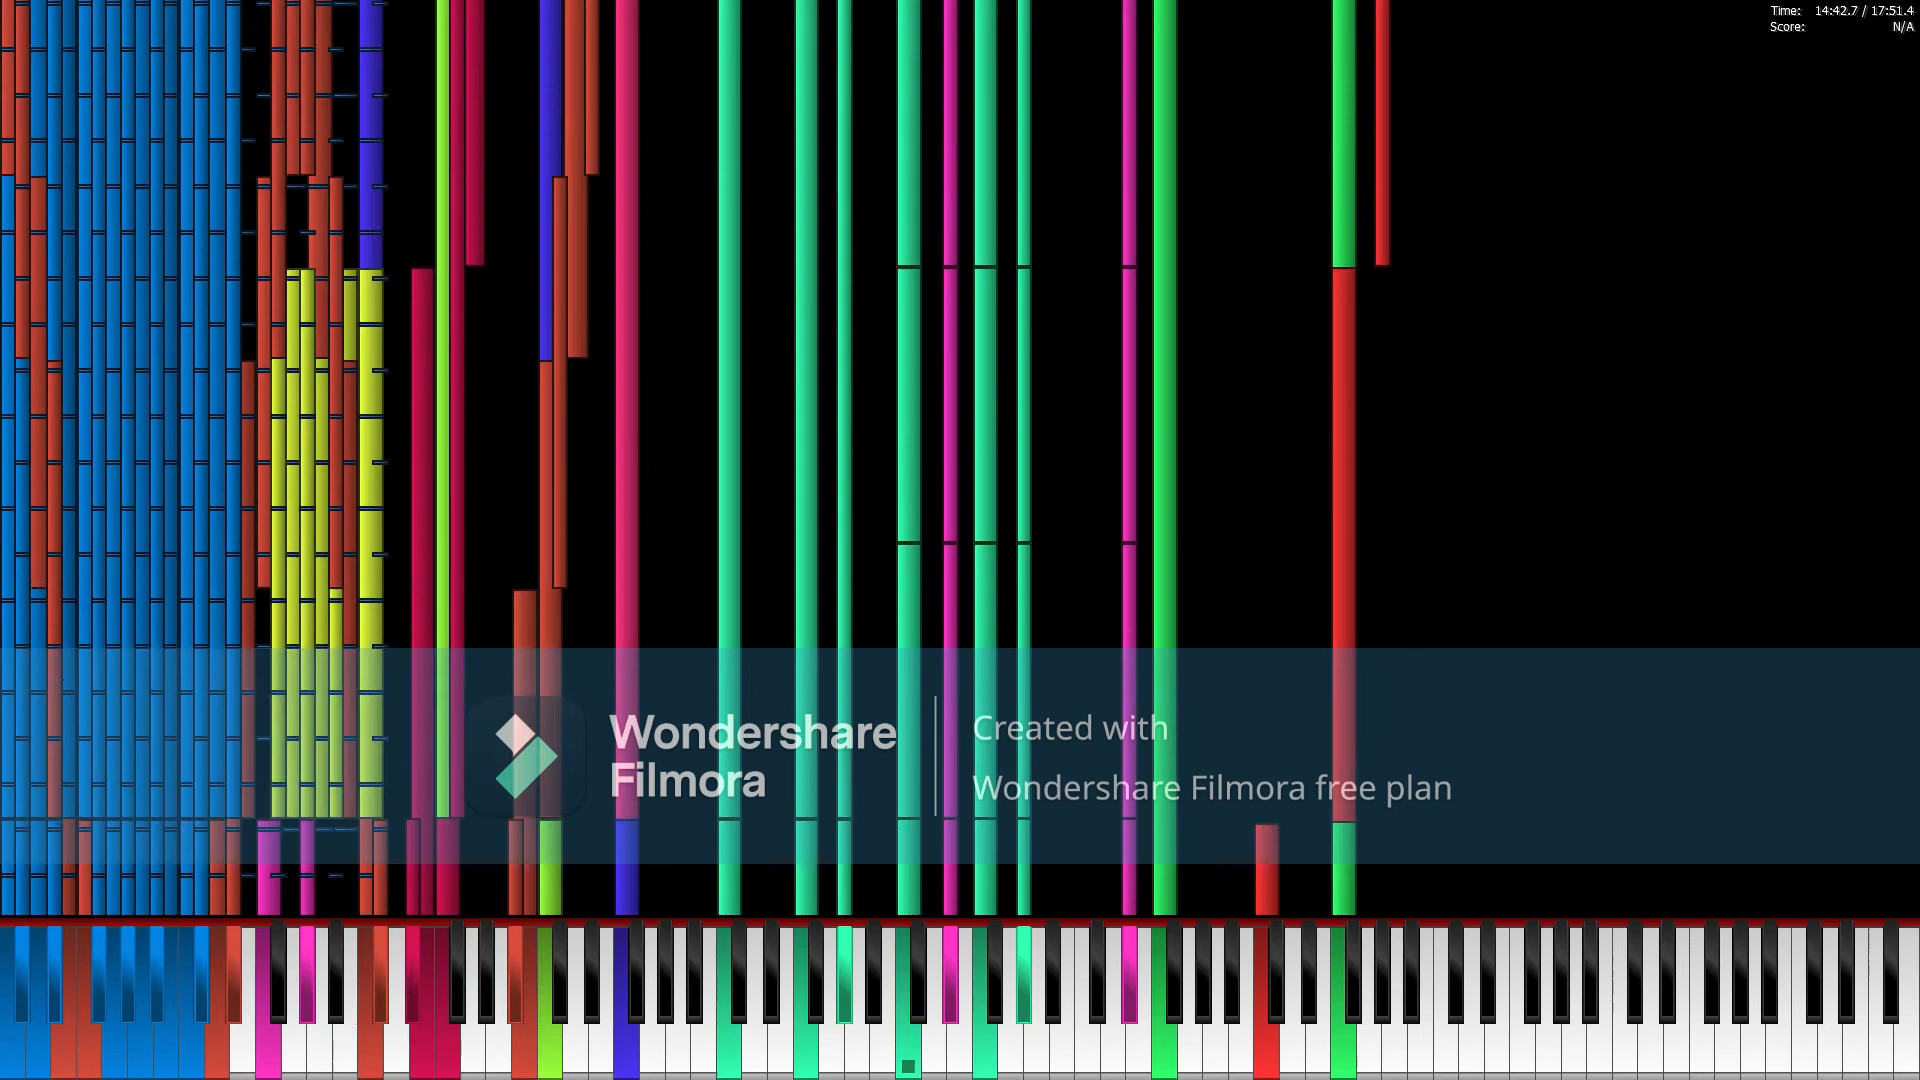 Time: 14:42.7 / 17:51.4
Score: N/A
Wondershare
Filmora
Created with
Wondershare Filmora free plan